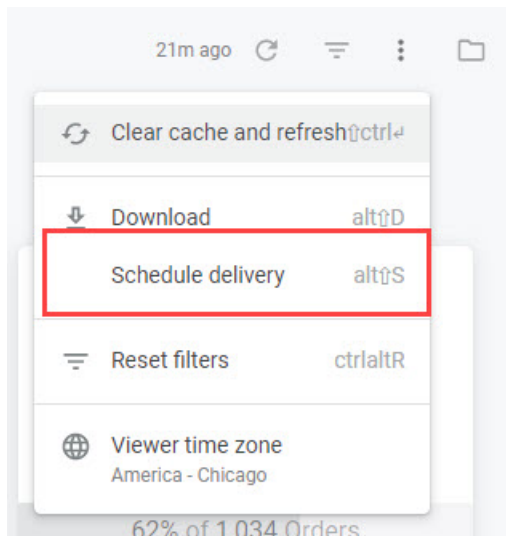 21m ago
Clear cache and refresh⇧ctrl↵
Download alt⇧D
Schedule delivery alt⇧S
Reset filters ctrlaltR
Viewer time zone
America - Chicago
62% of 1,034 Orders